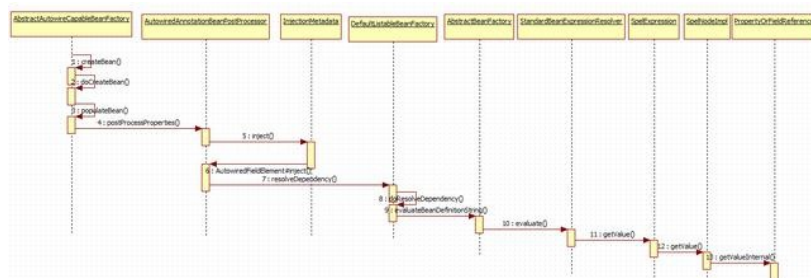 AbstractAutowireCapableBeanFactory
AutowiredAnnotationBeanPostProcessor
InjectionMetadata
DefaultListableBeanFactory
AbstractBeanFactory
StandardBeanExpressionResolver
SpelExpression
SpelNodeImpl
PropertyOrFieldReference
1 : createBean()
2 : doCreateBean()
3 : populateBean()
4 : postProcessProperties()
5 : inject()
6 : AutowiredFieldElement#inject()
7 : resolveDependency()
8 : doResolveDependency()
9 : evaluateBeanDefinitionString()
10 : evaluate()
11 : getValue()
12 : getValue()
13 : getValueInternal()